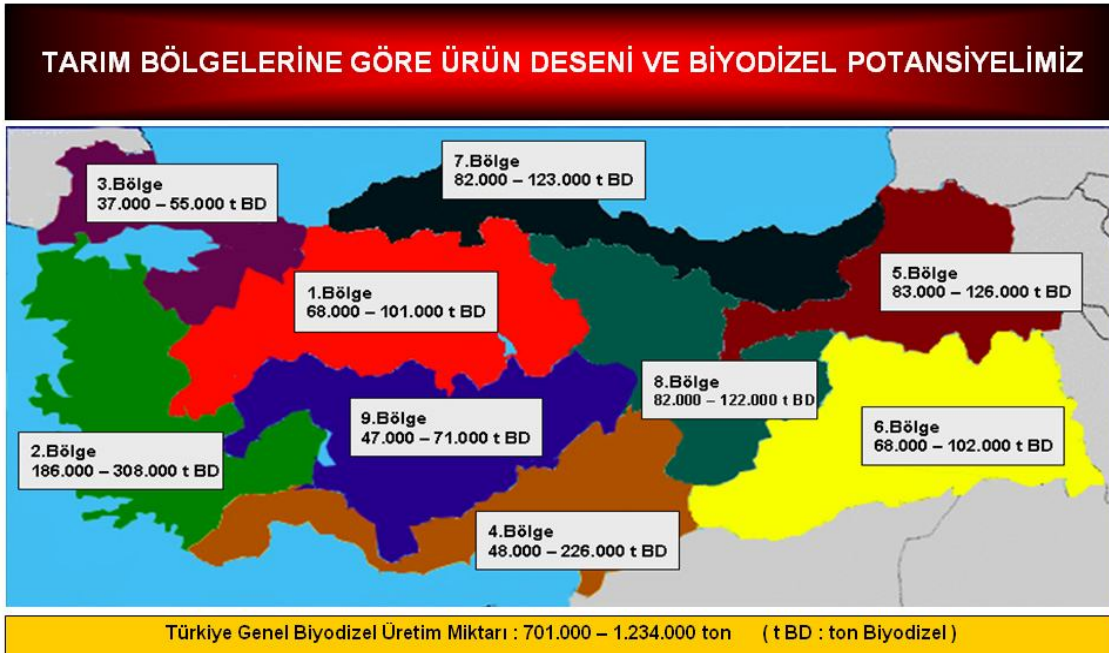 TARIM BÖLGELERİNE GÖRE ÜRÜN DESENİ VE BİYODİZEL POTANSİYELİMİZ
3.Bölge
37.000 – 55.000 t BD
7.Bölge
82.000 – 123.000 t BD
1.Bölge
68.000 – 101.000 t BD
5.Bölge
83.000 – 126.000 t BD
8.Bölge
82.000 – 122.000 t BD
9.Bölge
47.000 – 71.000 t BD
6.Bölge
68.000 – 102.000 t BD
2.Bölge
186.000 – 308.000 t BD
4.Bölge
48.000 – 226.000 t BD
Türkiye Genel Biyodizel Üretim Miktarı : 701.000 – 1.234.000 ton ( t BD : ton Biyodizel )